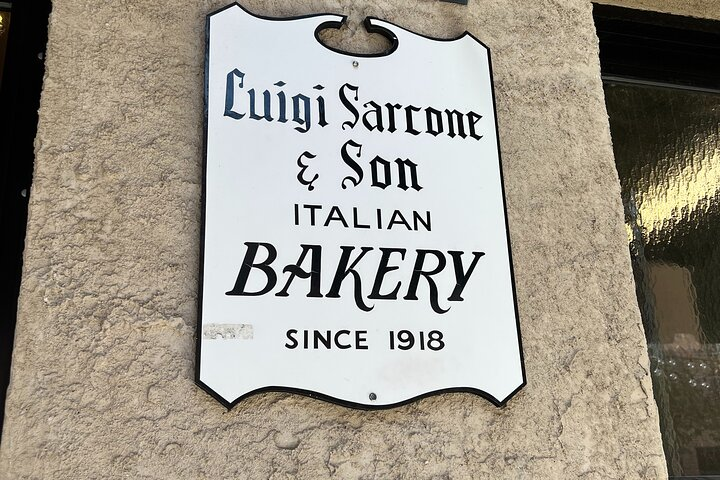 Luigi Sarcone
& Son
ITALIAN
BAKERY
SINCE 1918